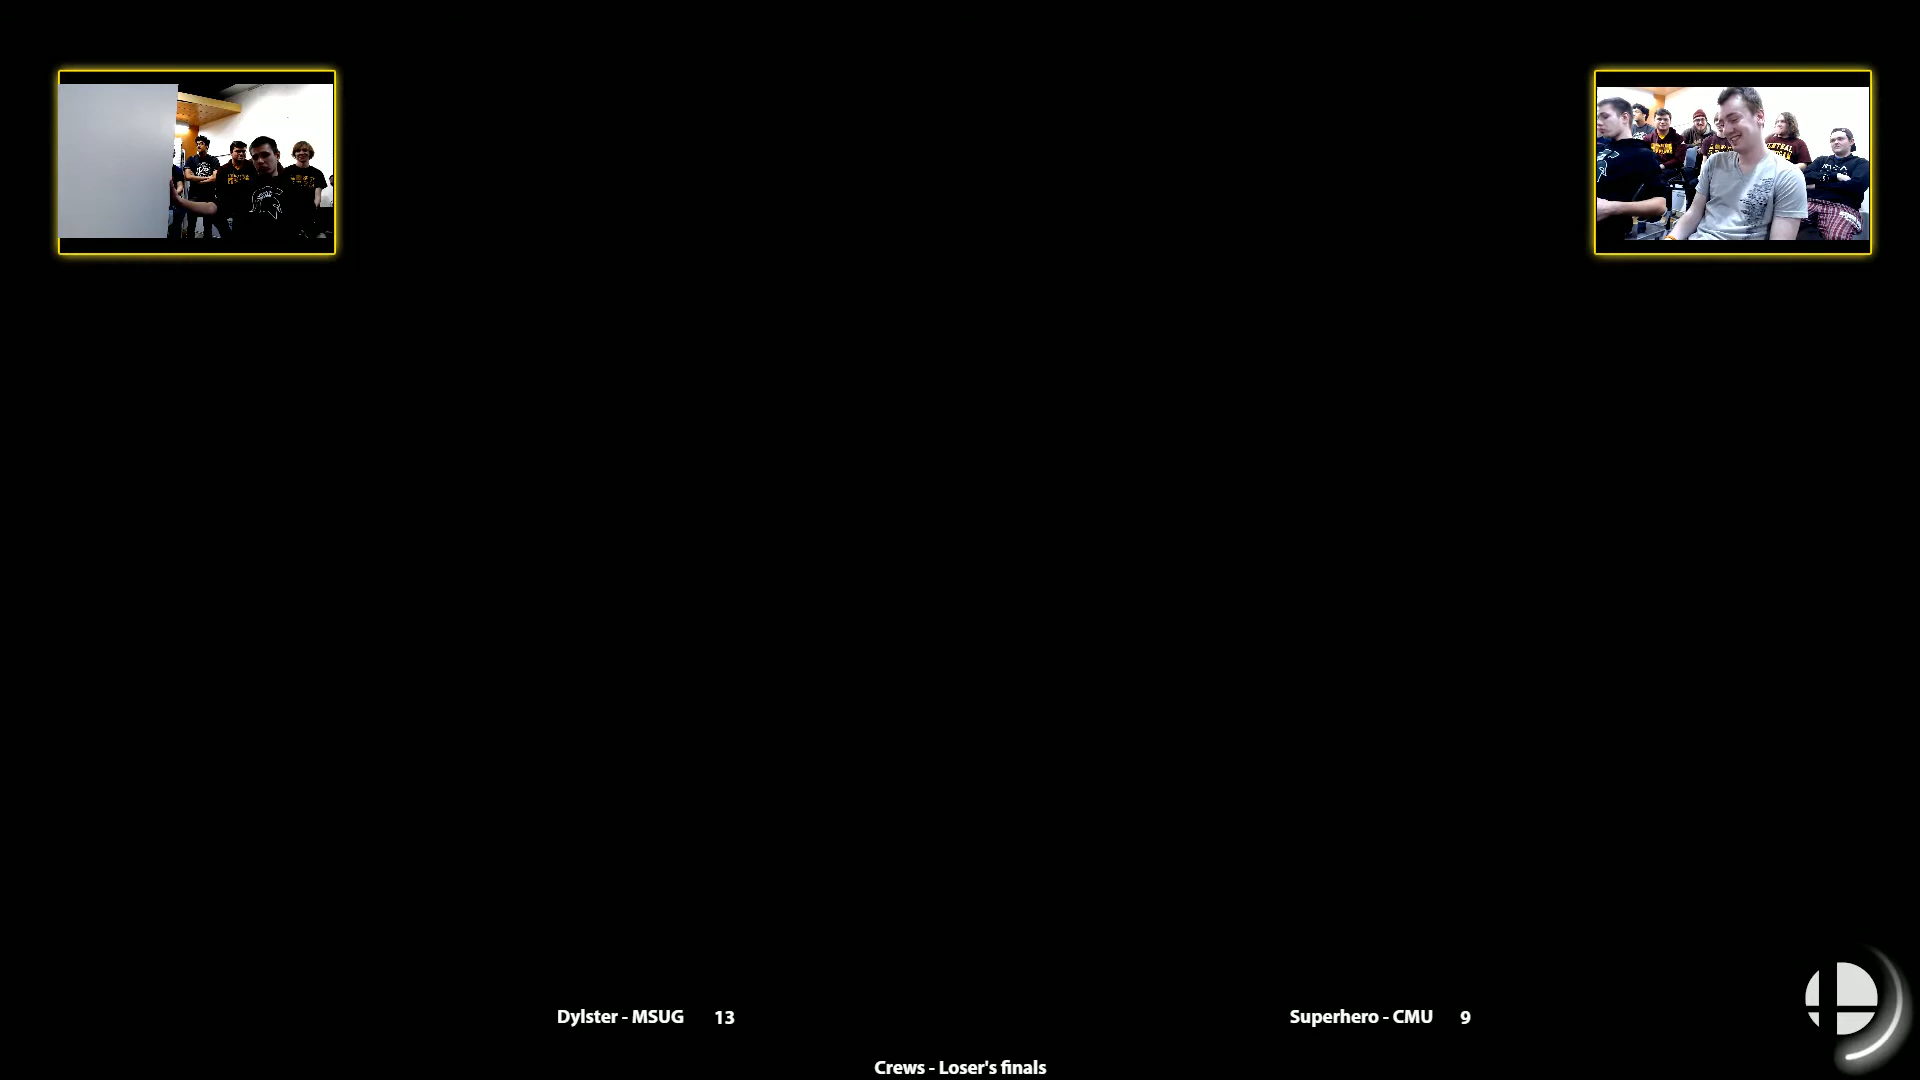 Dylster - MSUG 13
Superhero - CMU 9
Crews - Loser's finals